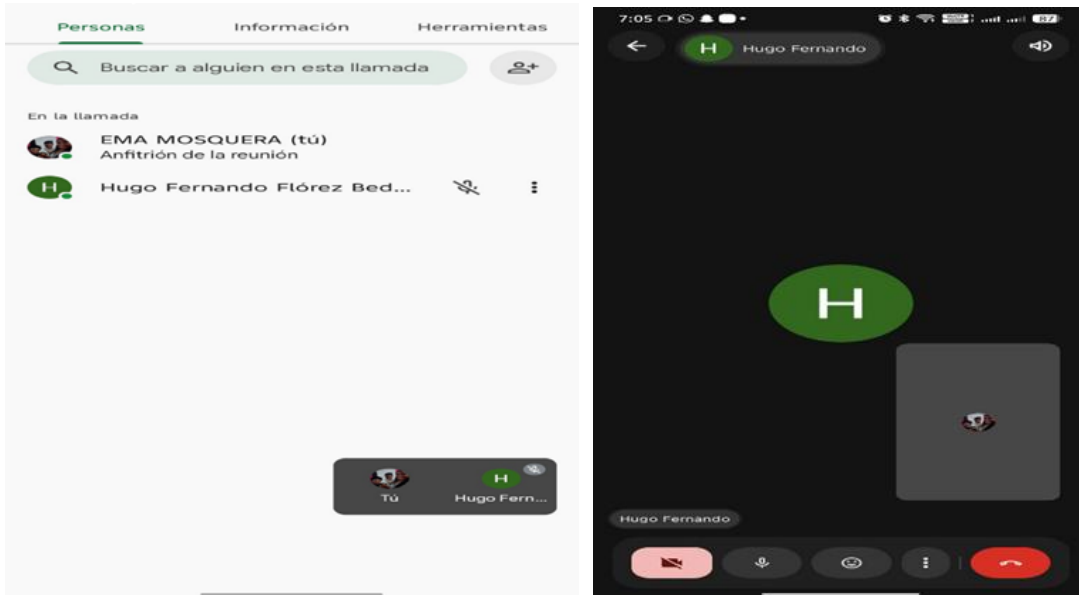 Personas Información Herramientas
Buscar a alguien en esta llamada
En la llamada
EMA MOSQUERA (tú)
Anfitrión de la reunión
H Hugo Fernando Flórez Bed...
H
Tú Hugo Fern...
7:05 87
H Hugo Fernando
H
Hugo Fernando